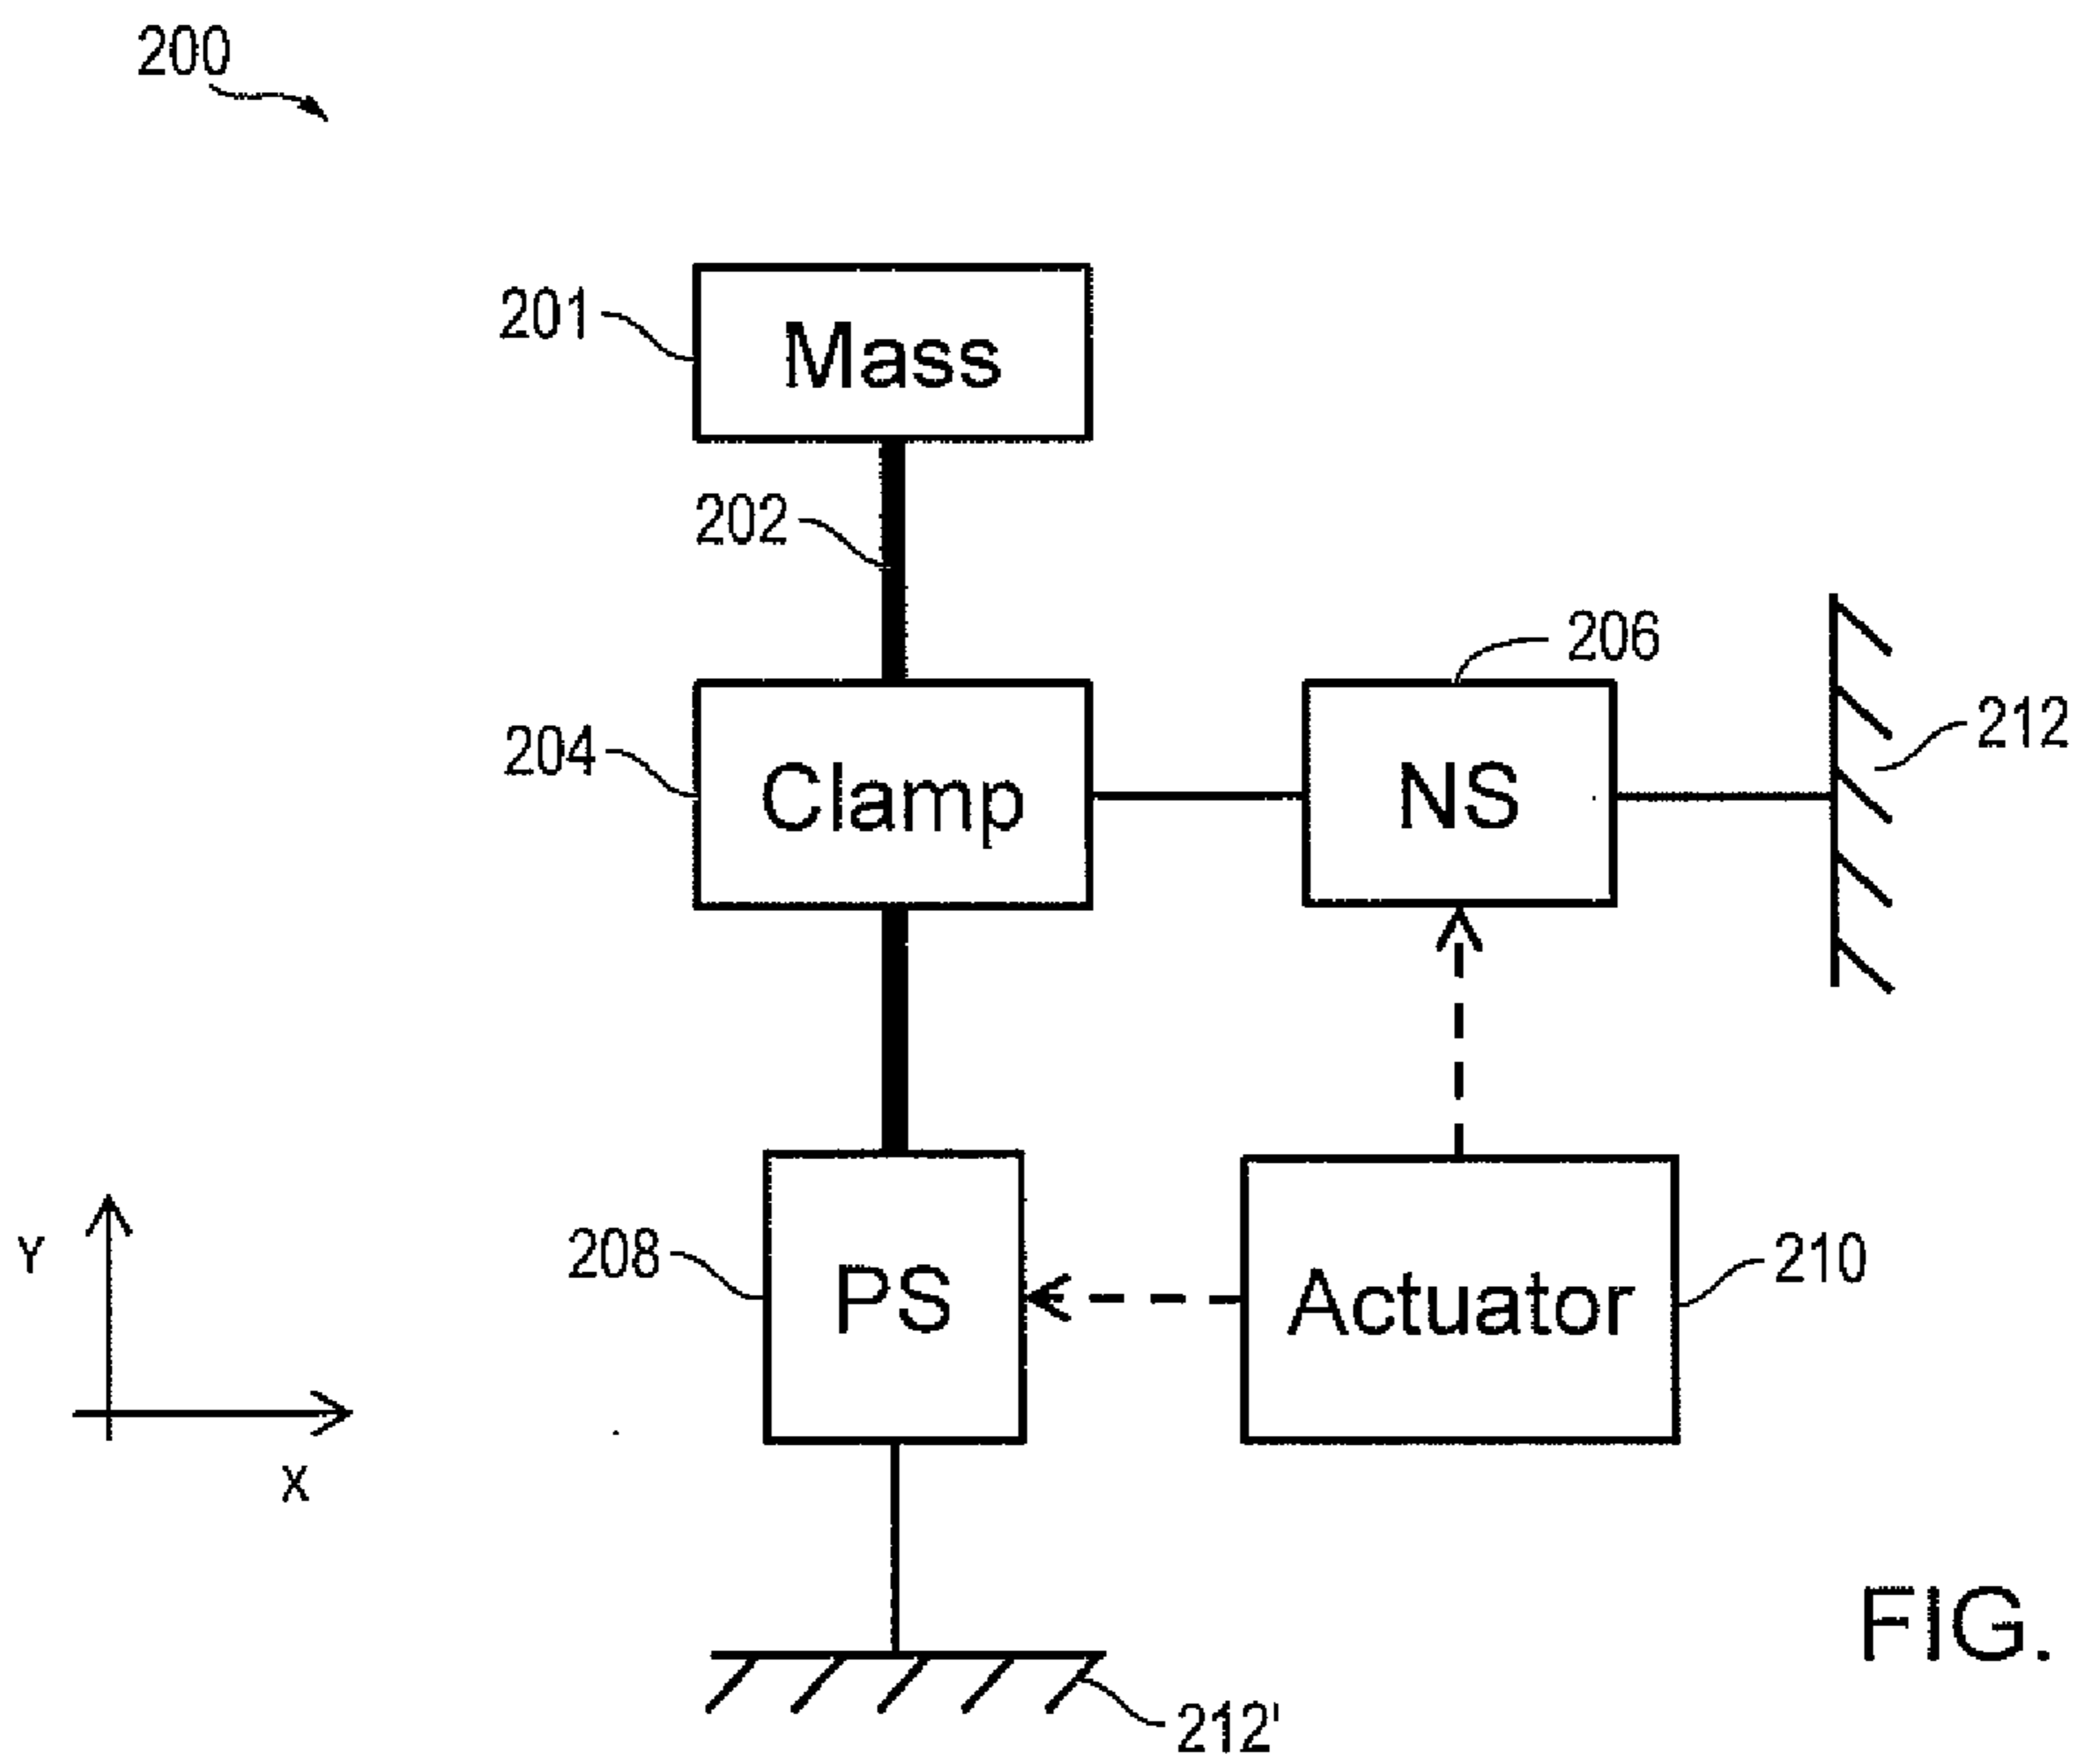 200
201
Mass
202
206
212
204
Clamp
NS
Y
208
PS
Actuator
210
X
FIG.
212'